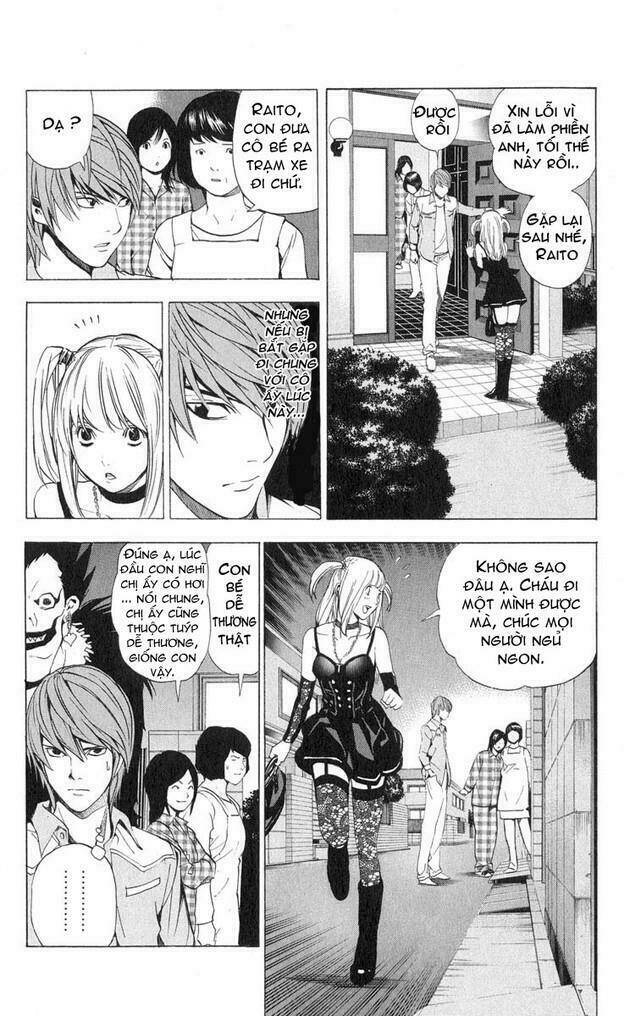 XIN LỖI VÌ
ĐÃ LÀM PHIỀN
ANH, TỐI THẾ
NÀY RỒI..
GẶP LẠI
SAU NHÉ,
RAITO
ĐƯỢC
RỒI
RAITO,
CON ĐƯA
CÔ BÉ RA
TRẠM XE
ĐI CHỨ.
DẠ ?
NHƯNG
NẾU BỊ
BẮT GẶP
ĐI CHUNG
VỚI CÔ
ẤY LÚC
NÀY...
KHÔNG SAO
ĐÂU Ạ. CHÁU ĐI
MỘT MÌNH ĐƯỢC
MÀ, CHÚC MỌI
NGƯỜI NGỦ
NGON.
CON
BÉ
DỄ
THƯƠNG
THẬT
ĐÚNG Ạ, LÚC
ĐẦU CON NGHĨ
CHỊ ẤY CÓ HƠI
... NÓI CHUNG,
CHỊ ẤY CŨNG
THUỘC TUÝP
DỄ THƯƠNG,
GIỐNG CON
VẬY.